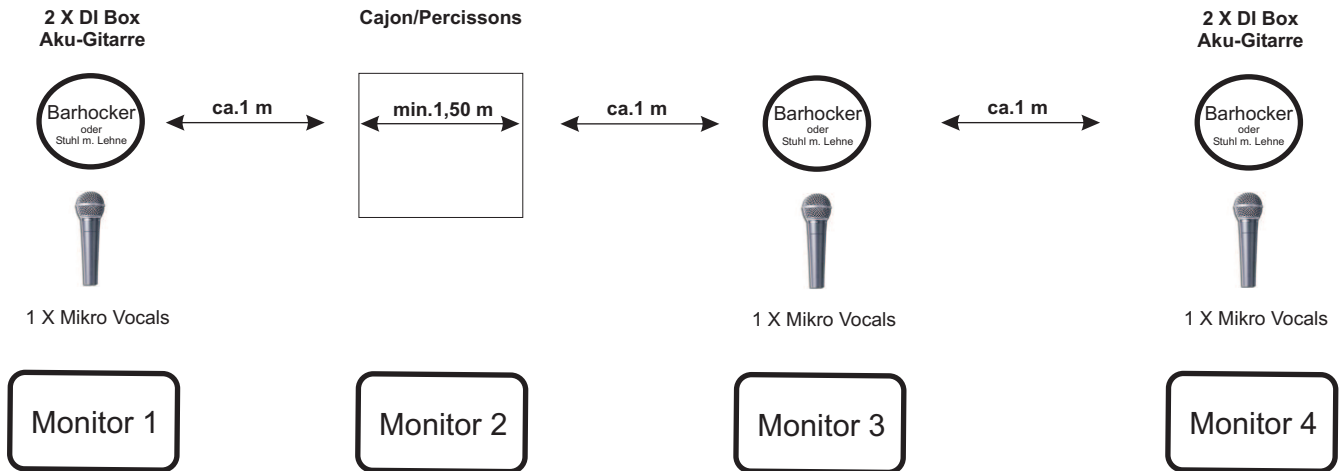 2 X DI Box
Aku-Gitarre
Cajon/Percissons
2 X DI Box
Aku-Gitarre
Barhocker
oder
Stuhl m. Lehne
ca.1 m
min.1,50 m
ca.1 m
Barhocker
oder
Stuhl m. Lehne
ca.1 m
Barhocker
oder
Stuhl m. Lehne
1 X Mikro Vocals
1 X Mikro Vocals
1 X Mikro Vocals
Monitor 1
Monitor 2
Monitor 3
Monitor 4